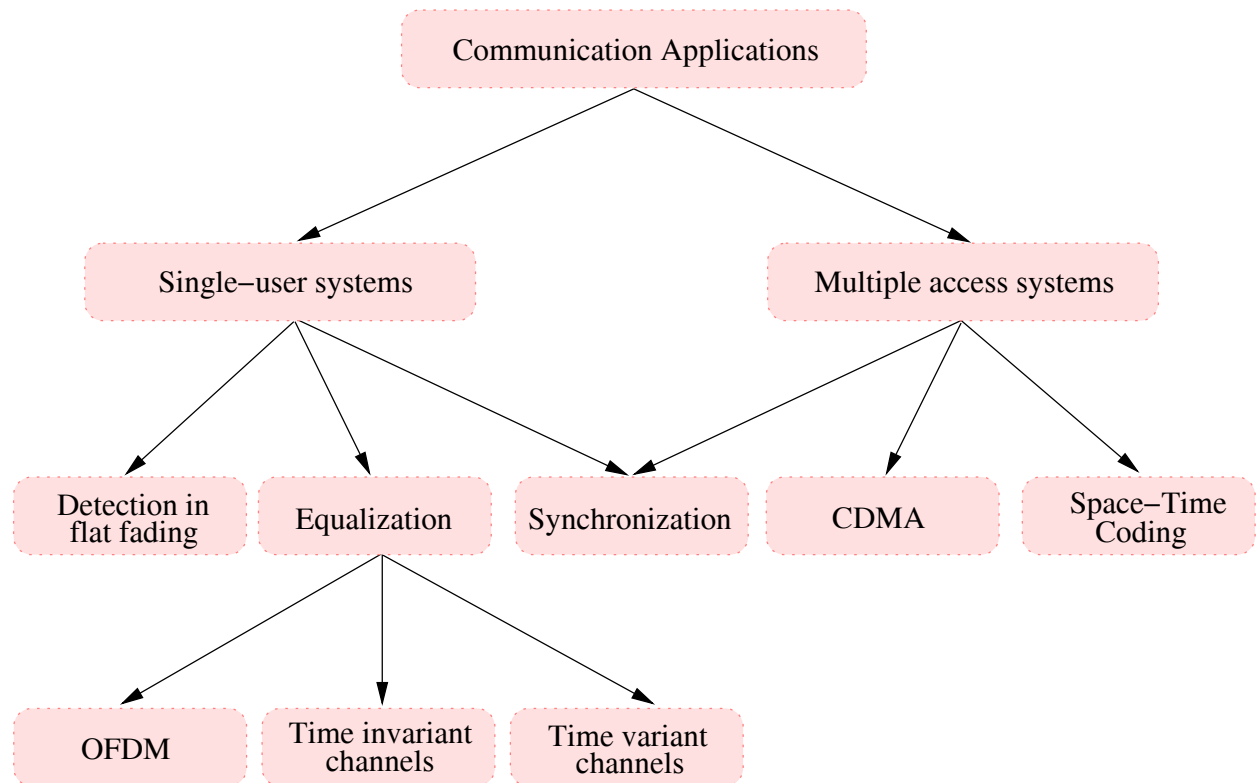 Communication Applications
Single−user systems
Multiple access systems
Detection in
flat fading
Equalization
Synchronization
CDMA
Space−Time
Coding
OFDM
Time invariant
channels
Time variant
channels